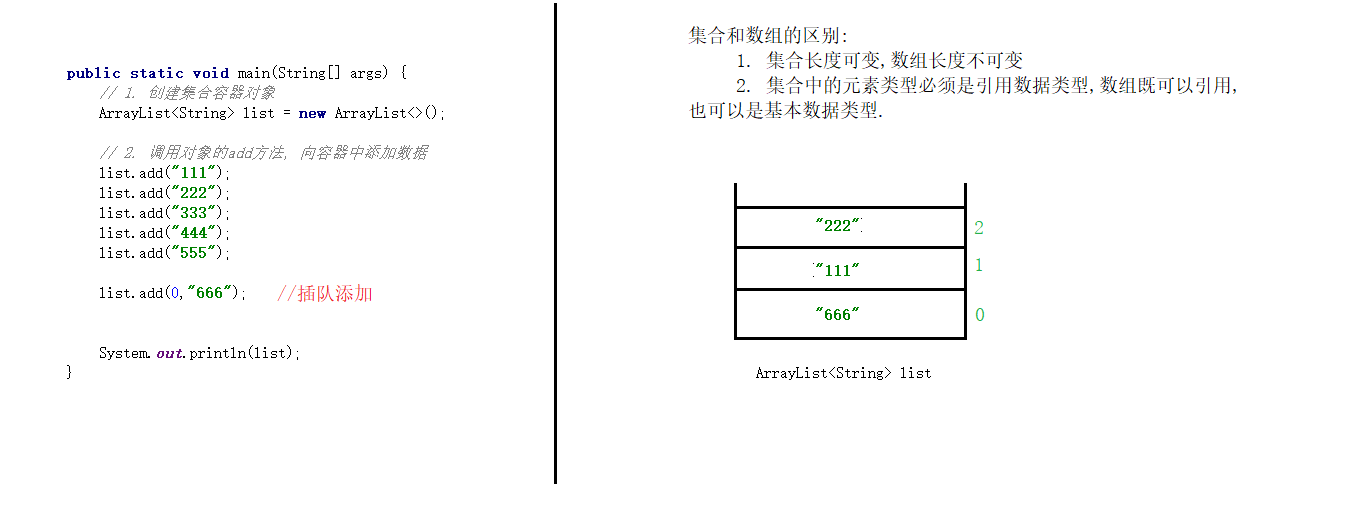 public static void main(String[] args) {
// 1. 创建集合容器对象
ArrayList<String> list = new ArrayList<>();
// 2. 调用对象的add方法, 向容器中添加数据
list.add("111");
list.add("222");
list.add("333");
list.add("444");
list.add("555");
list.add(0,"666"); //插队添加
System.out.println(list);
}
集合和数组的区别:
1. 集合长度可变,数组长度不可变
2. 集合中的元素类型必须是引用数据类型,数组既可以引用,
也可以是基本数据类型.
"222" 2
"111" 1
"666" 0
ArrayList<String> list